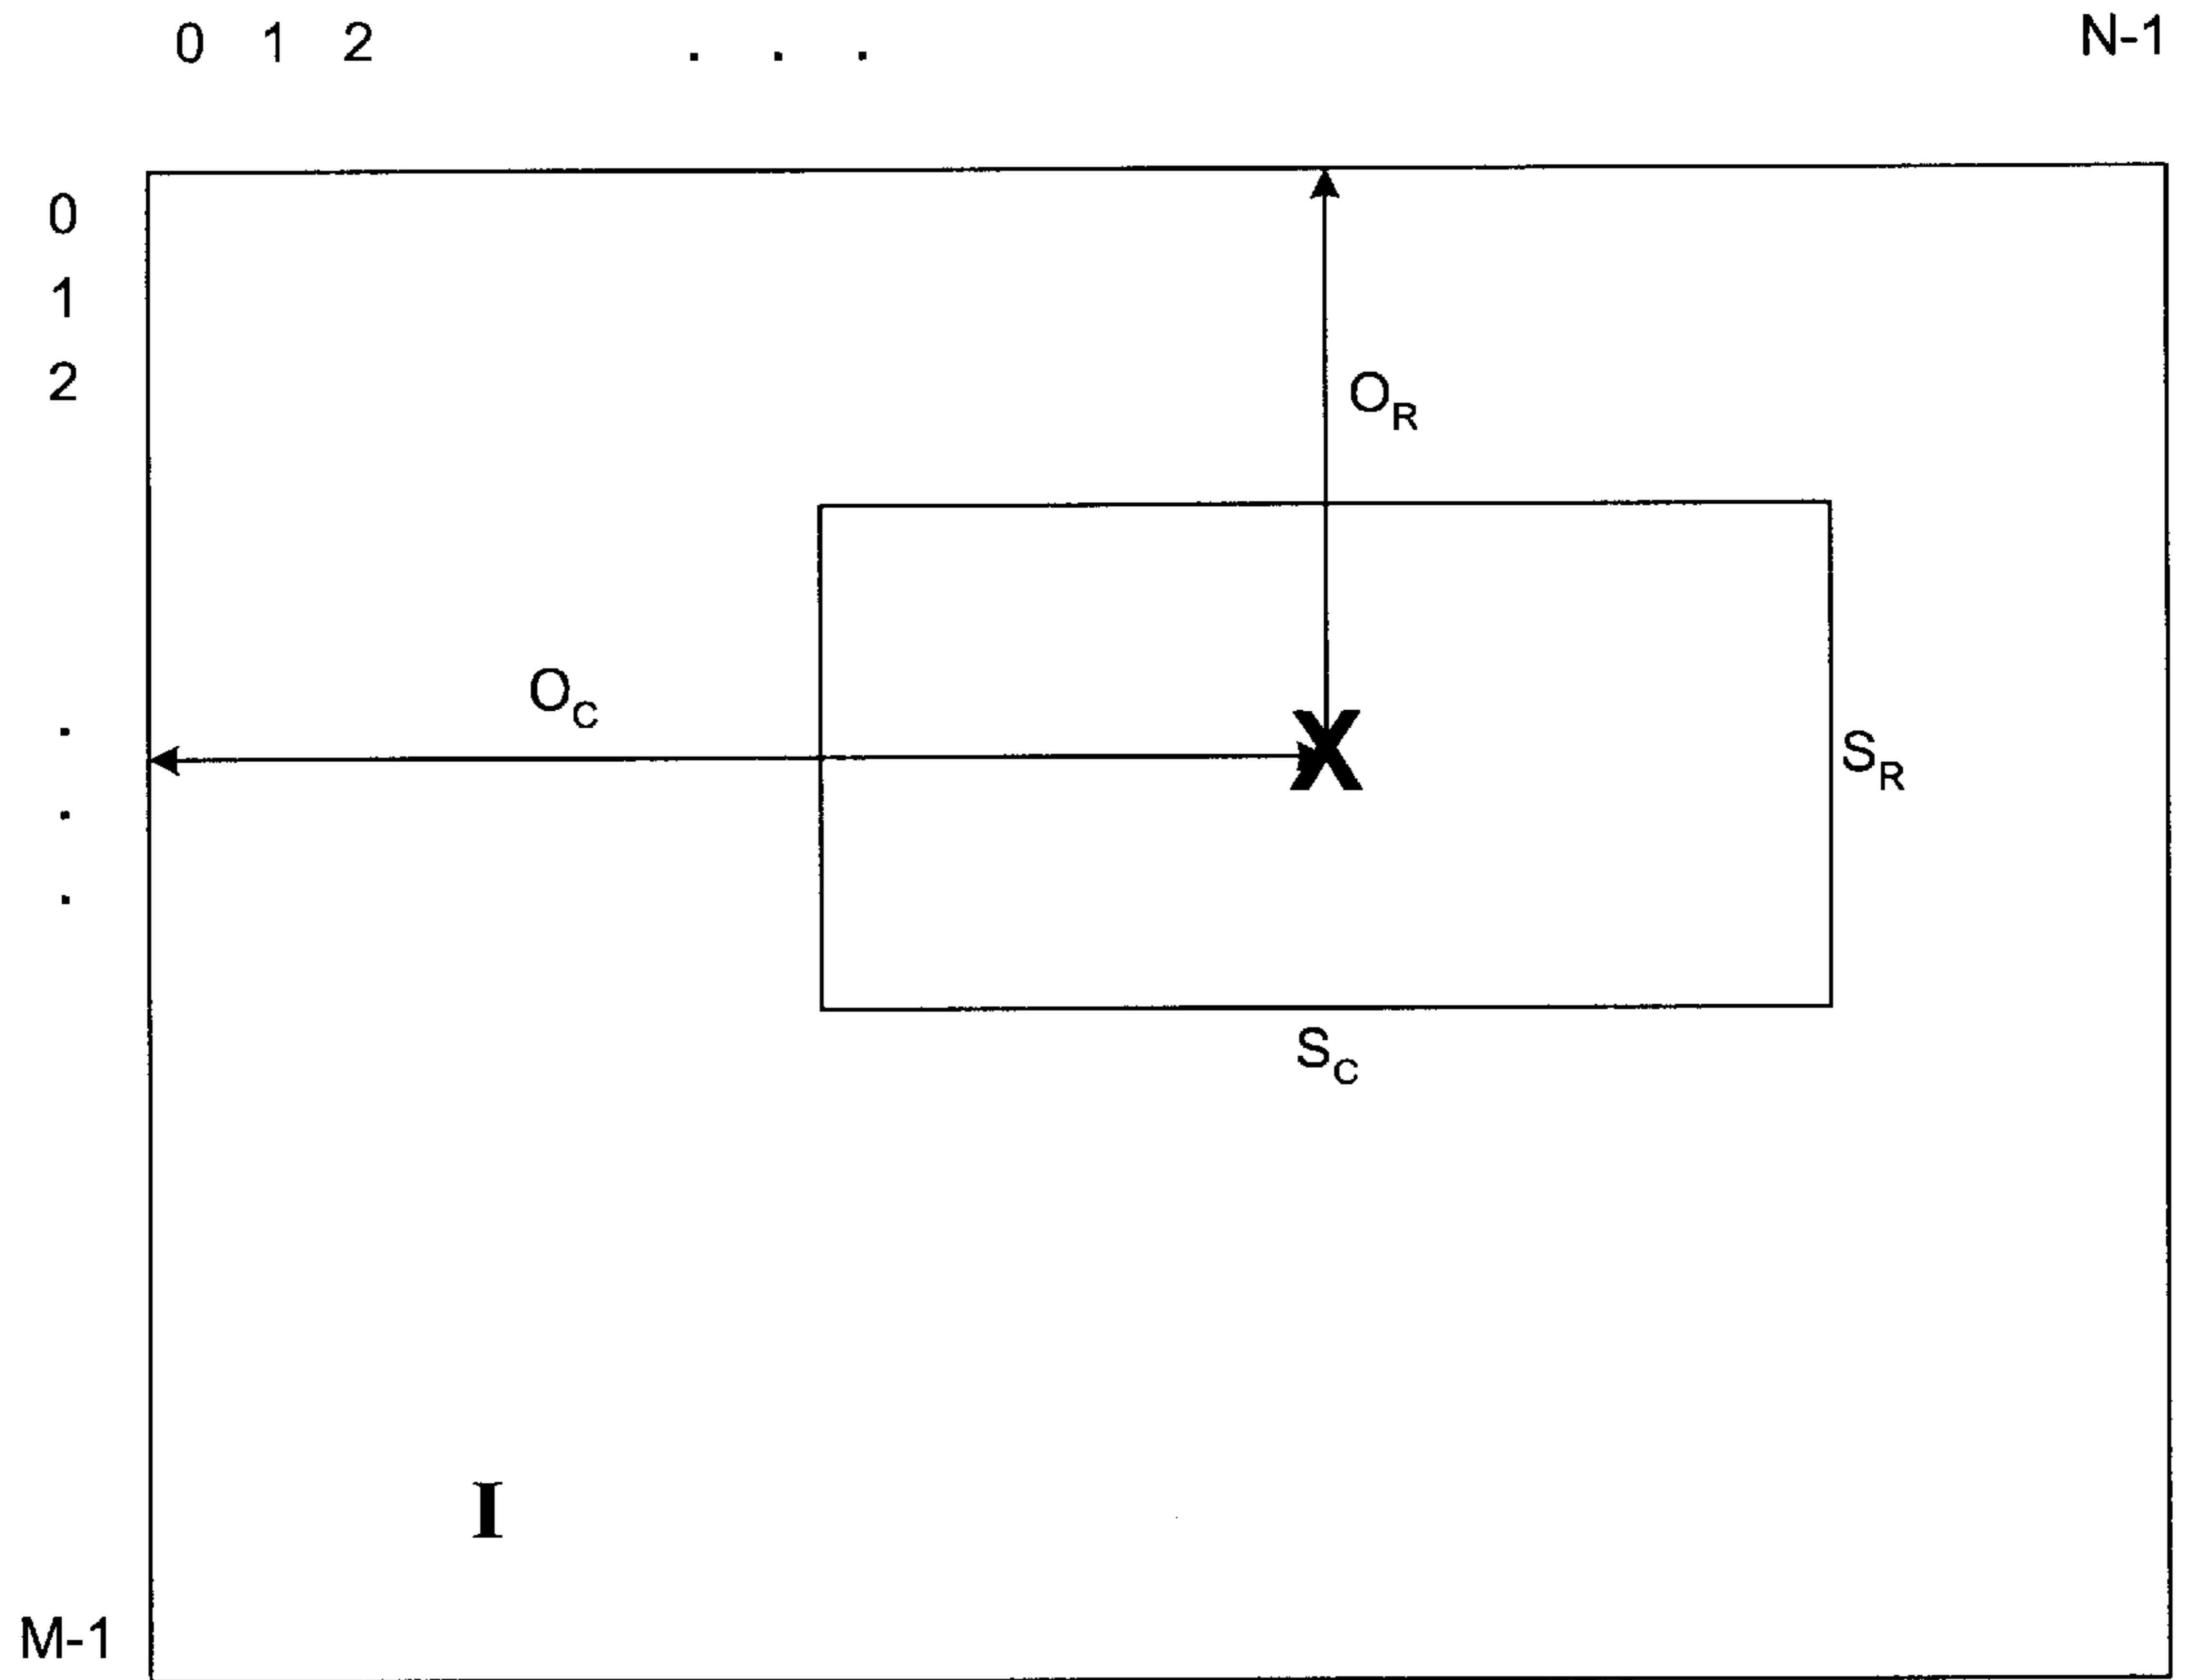 0 1 2 . . . N-1
0
1
2
O_R
O_C
.
X
S_R
.
.
S_C
I
M-1